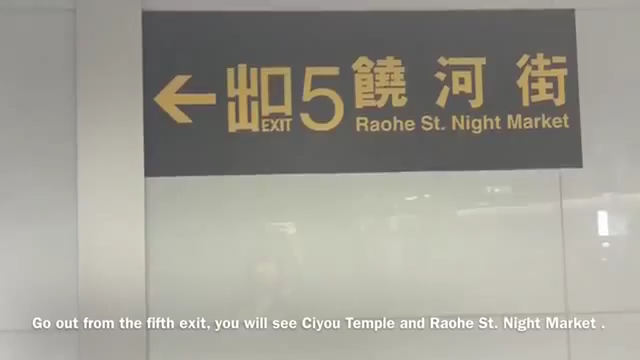 ← 出口 EXIT 5 饒河街
Raohe St. Night Market
Go out from the fifth exit, you will see Ciyou Temple and Raohe St. Night Market .